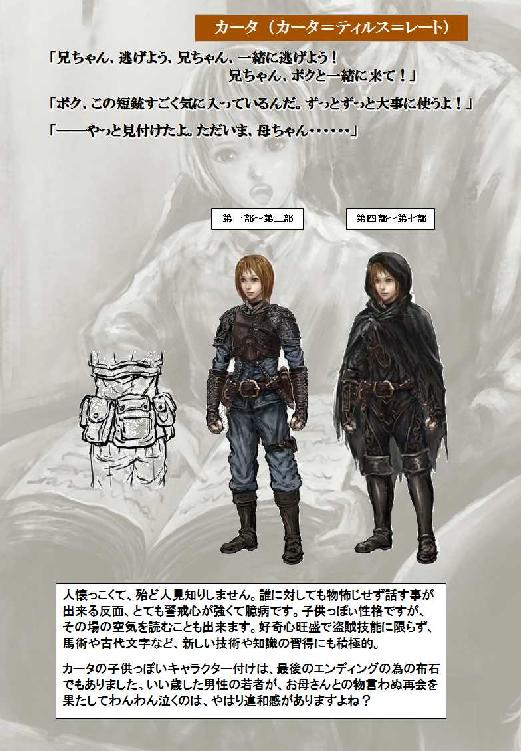 カータ（カータ＝ティルス＝レート）
「兄ちゃん、逃げよう、兄ちゃん、一緒に逃げよう！
兄ちゃん、ボクと一緒に来て！」
「ボク、この短銃すごく気に入っているんだ。ずっとずっと大事に使うよ！」
「――やっと見付けたよ。ただいま、母ちゃん・・・・・・」
第一部～第三部
第四部～第十部
人懐っこくて、殆ど人見知りしません。誰に対しても物怖じせず話す事が
出来る反面、とても警戒心が強くて臆病です。子供っぽい性格ですが、
その場の空気を読むことも出来ます。好奇心旺盛で盗賊技能に限らず、
馬術や古代文字など、新しい技術や知識の習得にも積極的。
カータの子供っぽいキャラクター付けは、最後のエンディングの為の布石
でもありました。いい歳した男性の若者が、お母さんとの物言わぬ再会を
果たしてわんわん泣くのは、やはり違和感がありますよね？